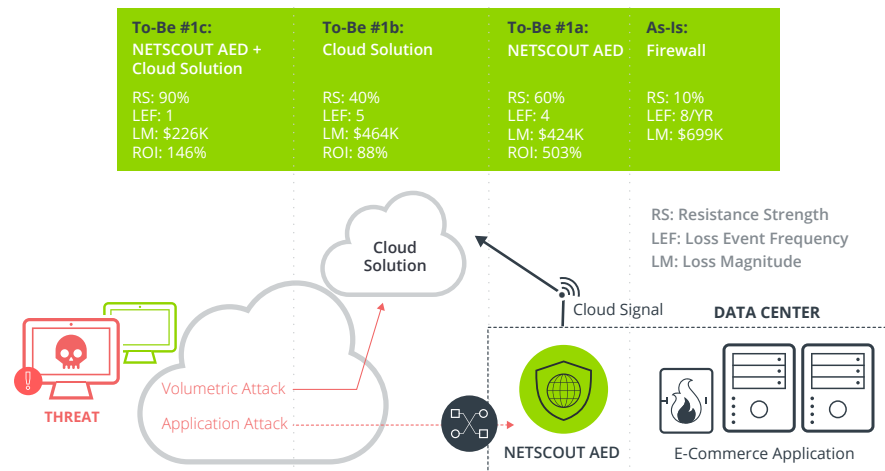 To-Be #1c:
NETSCOUT AED +
Cloud Solution
RS: 90%
LEF: 1
LM: $226K
ROI: 146%
To-Be #1b:
Cloud Solution
RS: 40%
LEF: 5
LM: $464K
ROI: 88%
To-Be #1a:
NETSCOUT AED
RS: 60%
LEF: 4
LM: $424K
ROI: 503%
As-Is:
Firewall
RS: 10%
LEF: 8/YR
LM: $699K
RS: Resistance Strength
LEF: Loss Event Frequency
LM: Loss Magnitude
Cloud
Solution
Cloud Signal
DATA CENTER
Volumetric Attack
Application Attack
THREAT
NETSCOUT AED
E-Commerce Application